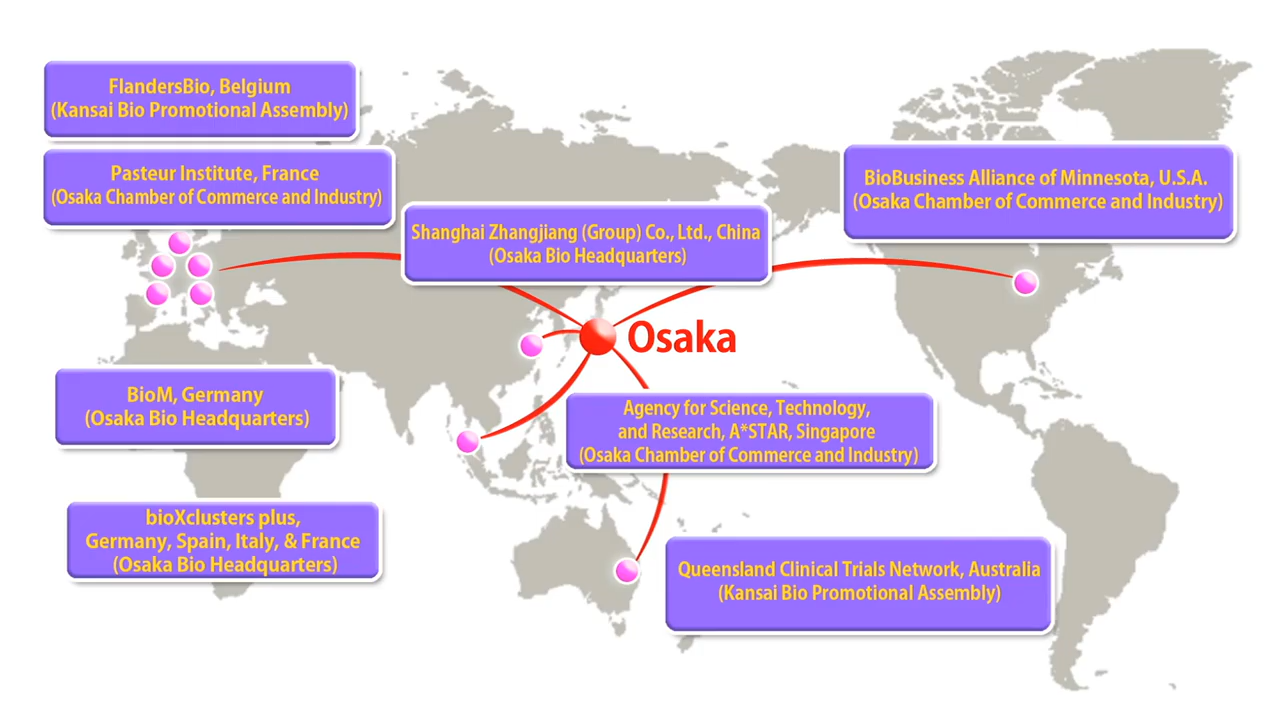 FlandersBio, Belgium
(Kansai Bio Promotional Assembly)
Pasteur Institute, France
(Osaka Chamber of Commerce and Industry)
BioBusiness Alliance of Minnesota, U.S.A.
(Osaka Chamber of Commerce and Industry)
Shanghai Zhangjiang (Group) Co., Ltd., China
(Osaka Bio Headquarters)
Osaka
BioM, Germany
(Osaka Bio Headquarters)
Agency for Science, Technology,
and Research, A*STAR, Singapore
(Osaka Chamber of Commerce and Industry)
bioXclusters plus,
Germany, Spain, Italy, & France
(Osaka Bio Headquarters)
Queensland Clinical Trials Network, Australia
(Kansai Bio Promotional Assembly)